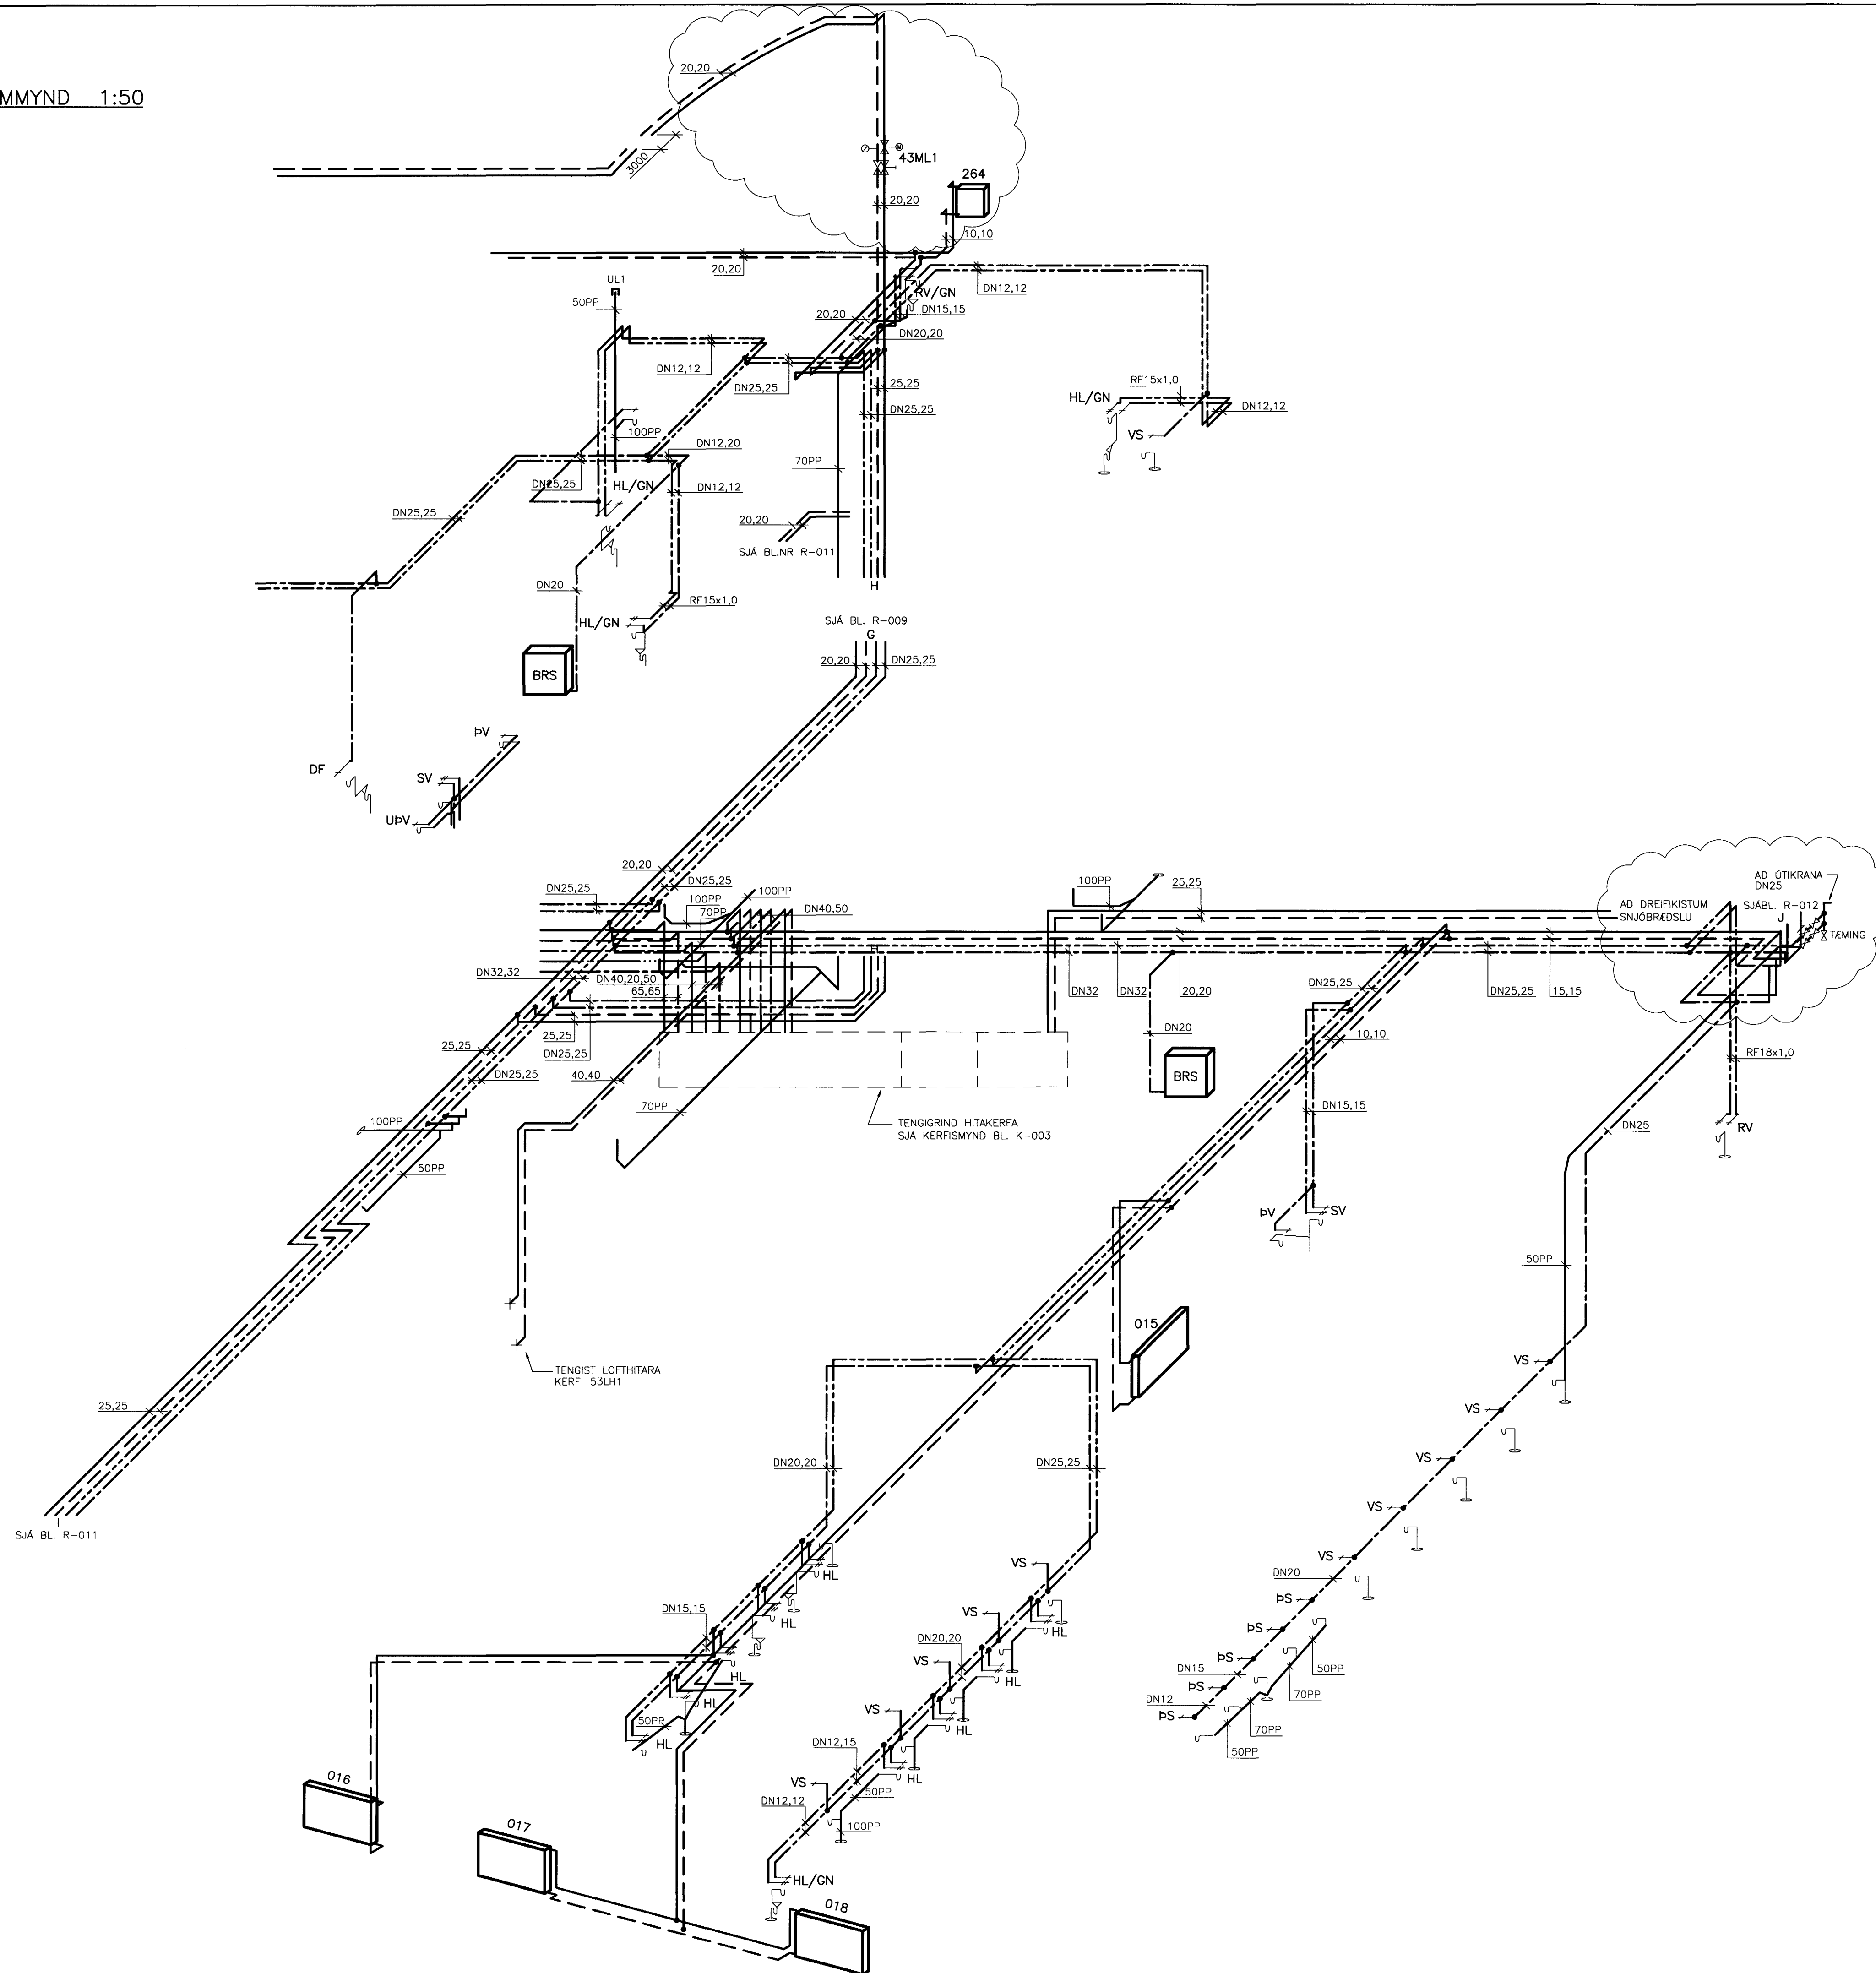 MMYND 1:50
20,20
3000
43ML1
264
20,20
10,10
20,20
UL1
50PP
RV/GN
DN12,12
20,20
DN15,15
DN20,20
DN12,12
DN25,25
25,25
DN25,25
RF15x1,0
HL/GN
DN12,12
VS
100PP
DN12,20
70PP
DN25,25
HL/GN
DN12,12
DN25,25
20,20
SJÁ BL.NR R-011
H
DN20
RF15x1,0
HL/GN
SJÁ BL. R-009
G
20,20
DN25,25
BRS
ÞV
DF
SV
UÞV
20,20
DN25,25
DN25,25
100PP
100PP
70PP
DN40,50
100PP
25,25
AÐ ÚTIKRANA
DN25
AÐ DREIFIKISTUM
SNJÓBRÆÐSLU
SJÁBL. R-012
J
TÆMING
H
DN32,32
DN40,20,50
65,65
DN32
DN32
20,20
DN25,25
DN25,25
15,15
25,25
DN25,25
DN20
10,10
25,25
DN25,25
40,40
BRS
RF18x1,0
70PP
DN15,15
100PP
TENGIGRIND HITAKERFA
SJÁ KERFISMYND BL. K-003
DN25
RV
50PP
ÞV
SV
50PP
015
TENGIST LOFTHITARA
KERFI 53LH1
VS
25,25
VS
DN20,20
DN25,25
VS
VS
SJÁ BL. R-011
I
VS
VS
HL
DN20
DN15,15
HL
VS
ÞS
HL
DN20,20
ÞS
HL
VS
ÞS
50PP
HL
DN15
70PP
HL
VS
ÞS
DN12
50PP
HL
HL
ÞS
70PP
DN12,15
50PP
016
VS
HL
50PP
DN12,12
100PP
017
HL/GN
018